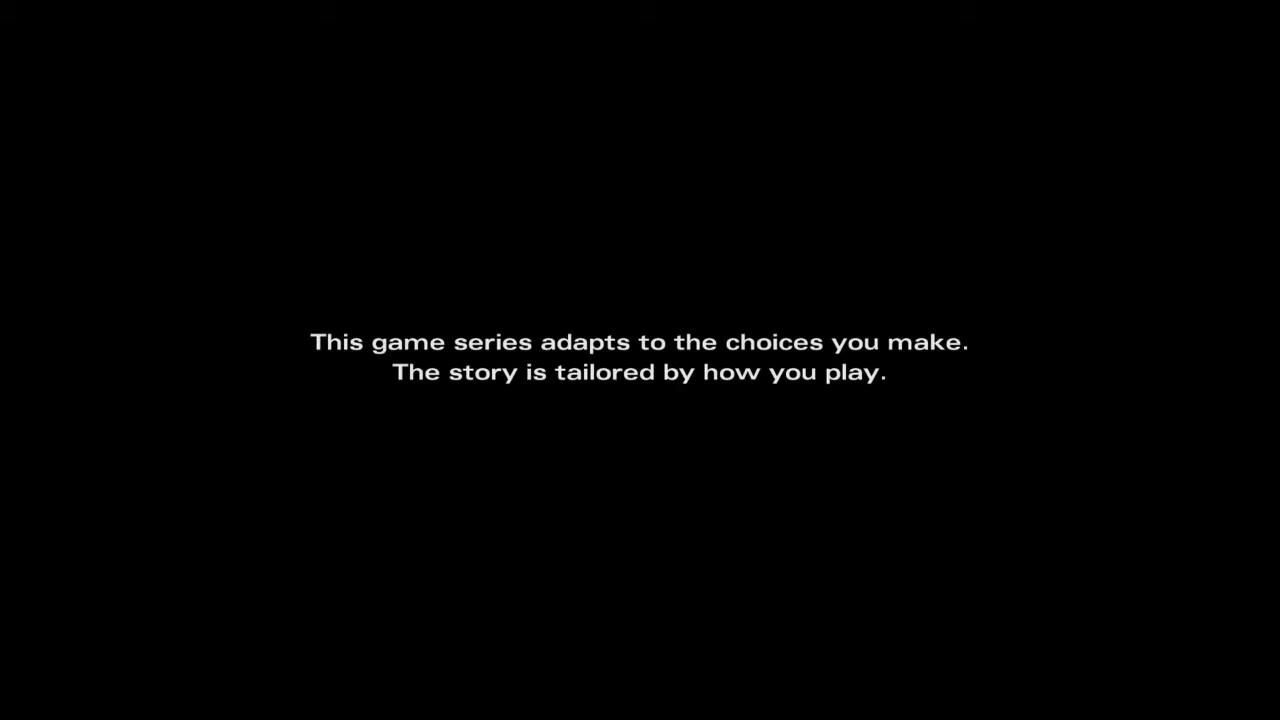 This game series adapts to the choices you make.
The story is tailored by how you play.